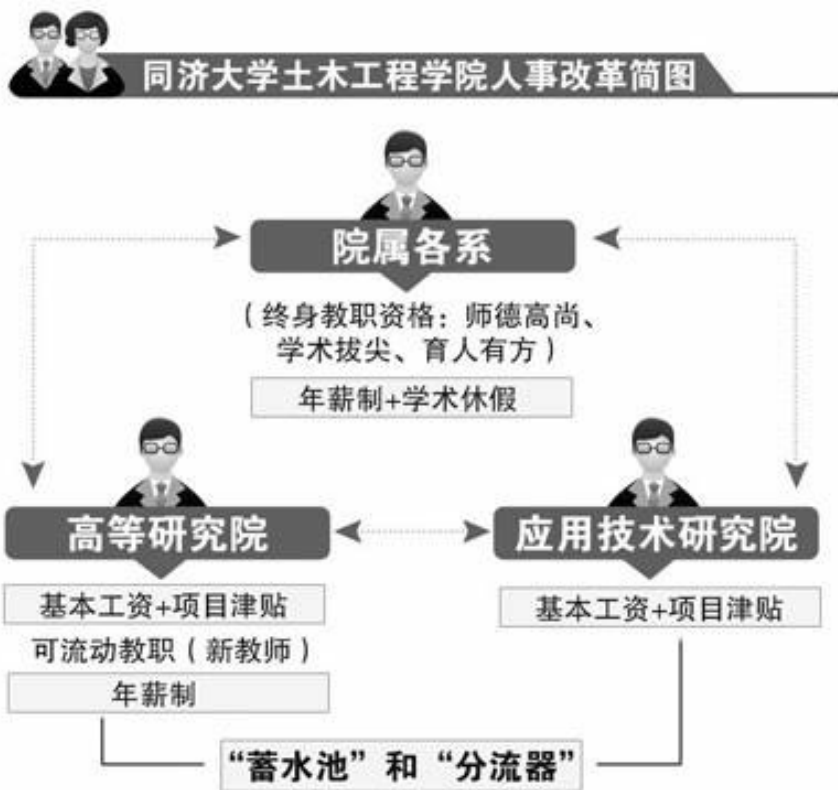 同济大学土木工程学院人事改革简图
院属各系
（终身教职资格：师德高尚、
学术拔尖、育人有方）
年薪制+学术休假
高等研究院
基本工资+项目津贴
可流动教职（新教师）
年薪制
应用技术研究院
基本工资+项目津贴
“蓄水池”和“分流器”